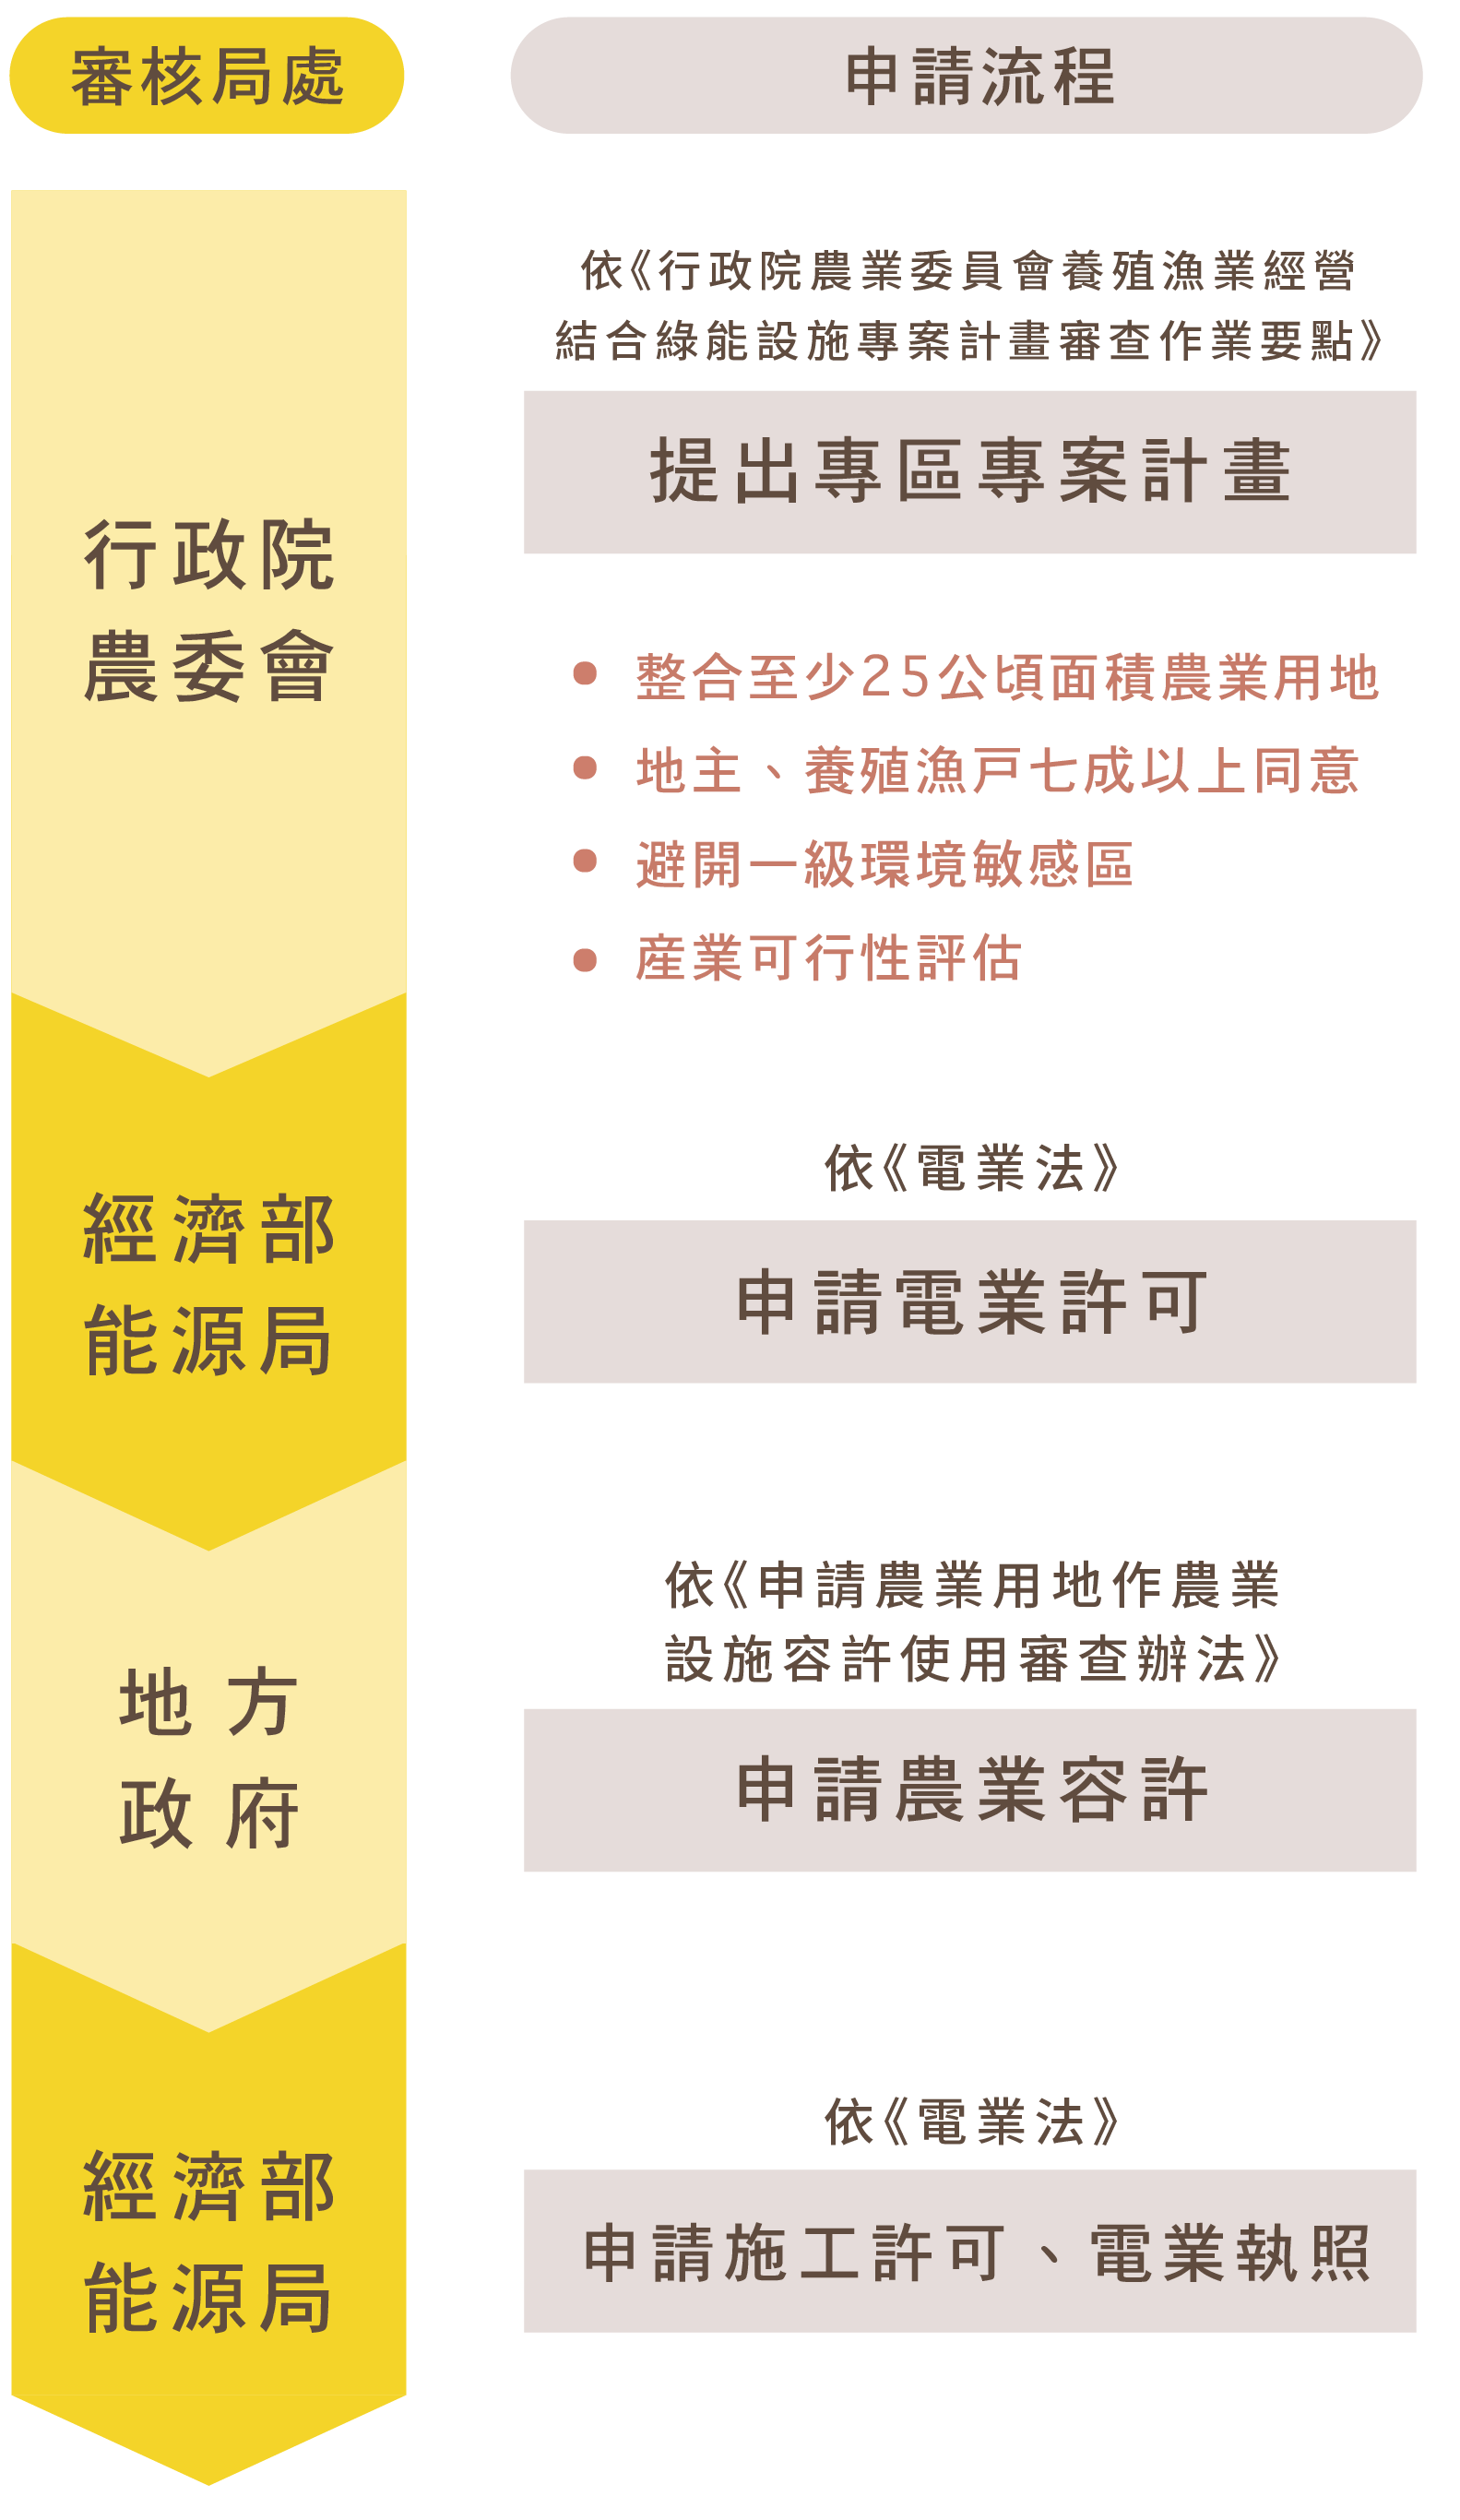 審核局處
申請流程
行政院
農委會
依《行政院農業委員會養殖漁業經營
結合綠能設施專案計畫審查作業要點》
提出專區專案計畫
整合至少25公頃面積農業用地
地主、養殖漁戶七成以上同意
避開一級環境敏感區
產業可行性評估
經濟部
能源局
依《電業法》
申請電業許可
地方
政府
依《申請農業用地作農業
設施容許使用審查辦法》
申請農業容許
經濟部
能源局
依《電業法》
申請施工許可、電業執照